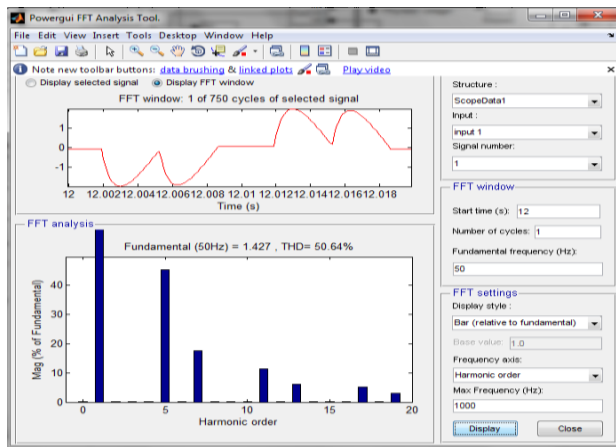 Powergui FFT Analysis Tool.
File Edit View Insert Tools Desktop Window Help
Note new toolbar buttons: data brushing & linked plots Play video
Display selected signal Display FFT window
FFT window: 1 of 750 cycles of selected signal
1
0
-1
12 12.002 12.004 12.006 12.008 12.01 12.012 12.014 12.016 12.018
Time (s)
FFT analysis
Fundamental (50Hz) = 1.427 , THD= 50.64%
Mag (% of Fundamental)
40
30
20
10
0
0 5 10 15 20
Harmonic order
Structure :
ScopeData1
Input :
input 1
Signal number:
1
FFT window
Start time (s): 12
Number of cycles: 1
Fundamental frequency (Hz):
50
FFT settings
Display style :
Bar (relative to fundamental)
Base value: 1.0
Frequency axis:
Harmonic order
Max Frequency (Hz):
1000
Display Close